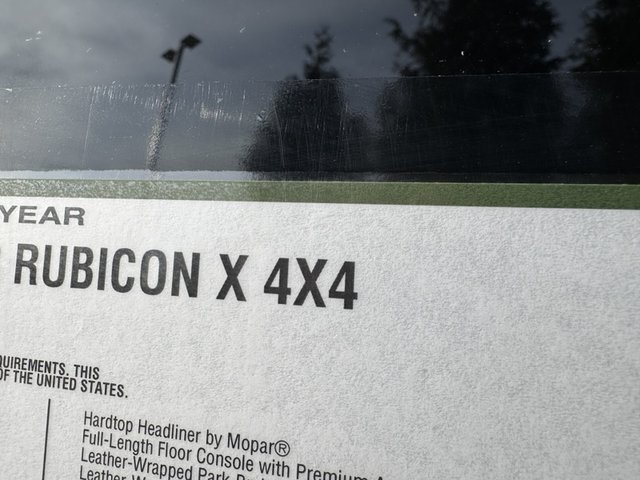 YEAR
RUBICON X 4X4
QUIREMENTS. THIS
OF THE UNITED STATES.
Hardtop Headliner by Mopar®
Full-Length Floor Console with Premium
Leather-Wrapped Park